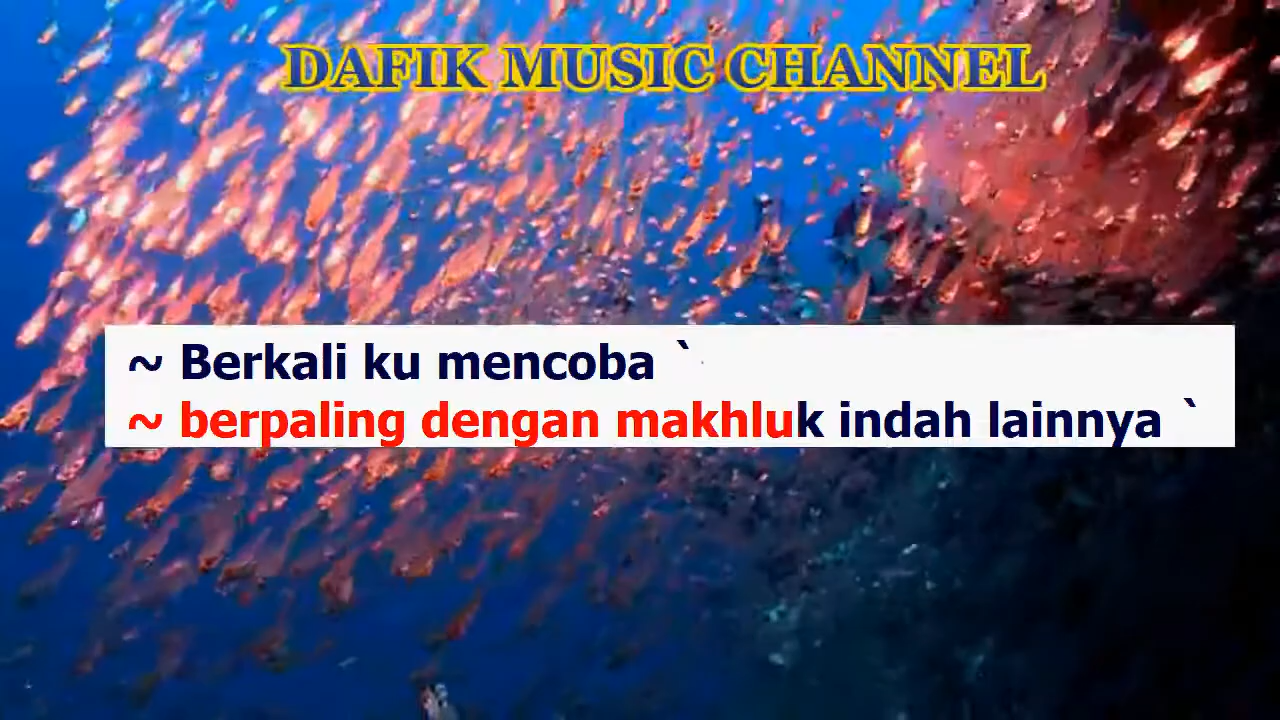 DAFIK MUSIC CHANNEL
~ Berkali ku mencoba `
~ berpaling dengan makhluk indah lainnya `